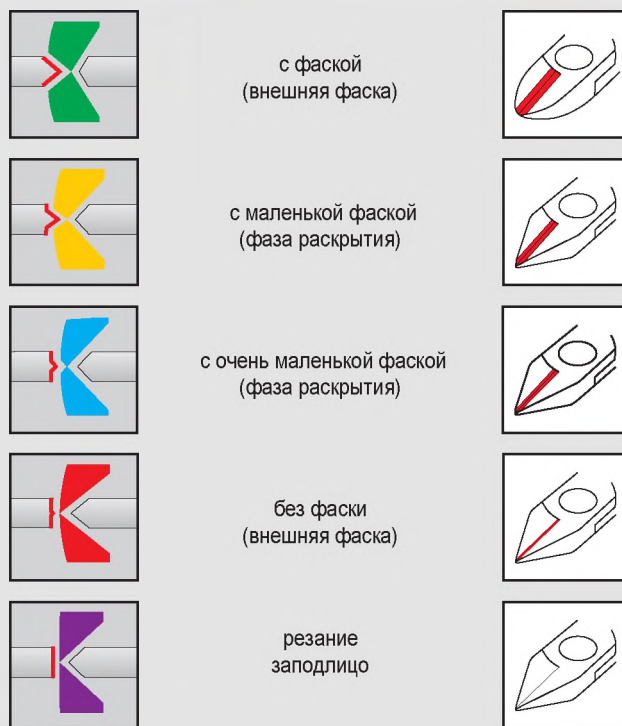 с фаской
(внешняя фаска)
с маленькой фаской
(фаза раскрытия)
с очень маленькой фаской
(фаза раскрытия)
без фаски
(внешняя фаска)
резание
заподлицо